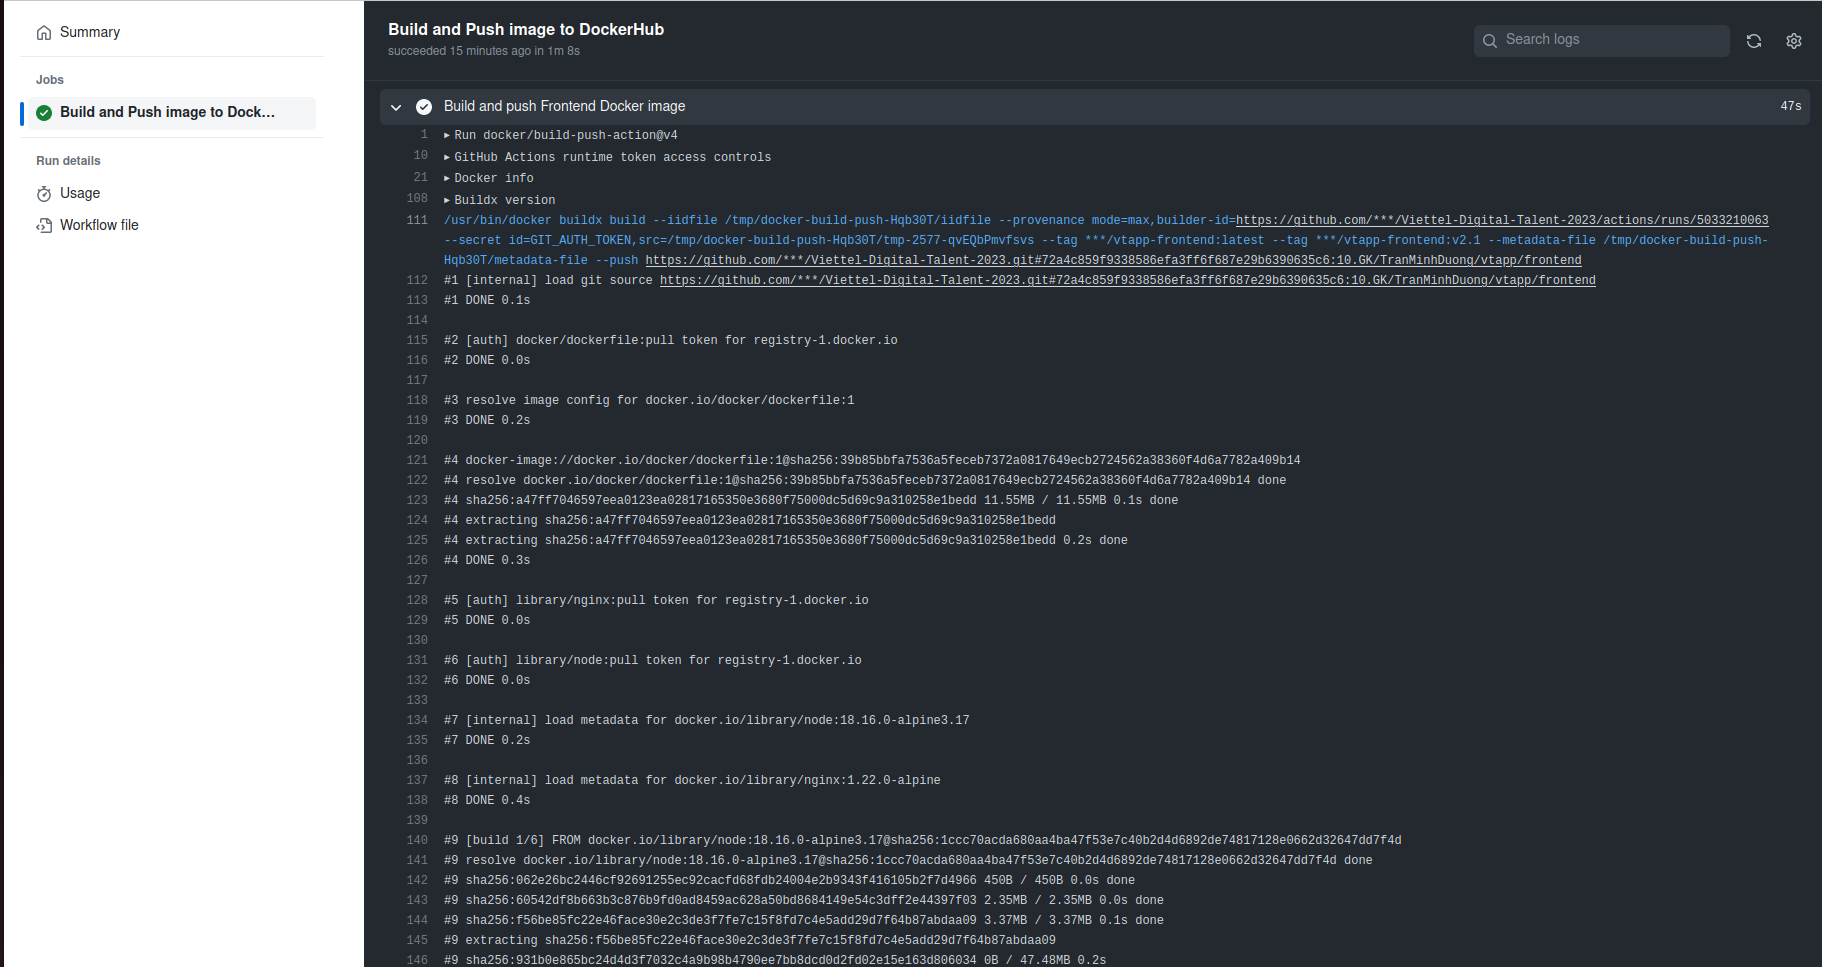 Summary
Jobs
Build and Push image to Dock...
Run details
Usage
Workflow file
Build and Push image to DockerHub
succeeded 15 minutes ago in 1m 8s
Search logs
Build and push Frontend Docker image 47s
1 ▸ Run docker/build-push-action@v4
10 ▸ GitHub Actions runtime token access controls
21 ▸ Docker info
108 ▸ Buildx version
111 /usr/bin/docker buildx build --iidfile /tmp/docker-build-push-Hqb30T/iidfile --provenance mode=max,builder-id=https://github.com/***/Viettel-Digital-Talent-2023/actions/runs/5033210063
--secret id=GIT_AUTH_TOKEN,src=/tmp/docker-build-push-Hqb30T/tmp-2577-qvEQbPmvfsvs --tag ***/vtapp-frontend:latest --tag ***/vtapp-frontend:v2.1 --metadata-file /tmp/docker-build-push-
Hqb30T/metadata-file --push https://github.com/***/Viettel-Digital-Talent-2023.git#72a4c859f9338586efa3ff6f687e29b6390635c6:10.GK/TranMinhDuong/vtapp/frontend
112 #1 [internal] load git source https://github.com/***/Viettel-Digital-Talent-2023.git#72a4c859f9338586efa3ff6f687e29b6390635c6:10.GK/TranMinhDuong/vtapp/frontend
113 #1 DONE 0.1s
114
115 #2 [auth] docker/dockerfile:pull token for registry-1.docker.io
116 #2 DONE 0.0s
117
118 #3 resolve image config for docker.io/docker/dockerfile:1
119 #3 DONE 0.2s
120
121 #4 docker-image://docker.io/docker/dockerfile:1@sha256:39b85bbfa7536a5feceb7372a0817649ecb2724562a38360f4d6a7782a409b14
122 #4 resolve docker.io/docker/dockerfile:1@sha256:39b85bbfa7536a5feceb7372a0817649ecb2724562a38360f4d6a7782a409b14 done
123 #4 sha256:a47ff7046597eea0123ea02817165350e3680f75000dc5d69c9a310258e1bedd 11.55MB / 11.55MB 0.1s done
124 #4 extracting sha256:a47ff7046597eea0123ea02817165350e3680f75000dc5d69c9a310258e1bedd
125 #4 extracting sha256:a47ff7046597eea0123ea02817165350e3680f75000dc5d69c9a310258e1bedd 0.2s done
126 #4 DONE 0.3s
127
128 #5 [auth] library/nginx:pull token for registry-1.docker.io
129 #5 DONE 0.0s
130
131 #6 [auth] library/node:pull token for registry-1.docker.io
132 #6 DONE 0.0s
133
134 #7 [internal] load metadata for docker.io/library/node:18.16.0-alpine3.17
135 #7 DONE 0.2s
136
137 #8 [internal] load metadata for docker.io/library/nginx:1.22.0-alpine
138 #8 DONE 0.4s
139
140 #9 [build 1/6] FROM docker.io/library/node:18.16.0-alpine3.17@sha256:1ccc70acda680aa4ba47f53e7c40b2d4d6892de74817128e0662d32647dd7f4d
141 #9 resolve docker.io/library/node:18.16.0-alpine3.17@sha256:1ccc70acda680aa4ba47f53e7c40b2d4d6892de74817128e0662d32647dd7f4d done
142 #9 sha256:062e26bc2446cf92691255ec92cacfd68fdb24004e2b9343f416105b2f7d4966 450B / 450B 0.0s done
143 #9 sha256:60542df8b663b3c876b9fd0ad8459ac628a50bd8684149e54c3dff2e44397f03 2.35MB / 2.35MB 0.0s done
144 #9 sha256:f56be85fc22e46face30e2c3de3f7fe7c15f8fd7c4e5add29d7f64b87abdaa09 3.37MB / 3.37MB 0.1s done
145 #9 extracting sha256:f56be85fc22e46face30e2c3de3f7fe7c15f8fd7c4e5add29d7f64b87abdaa09
146 #9 sha256:931b0e865bc24d4d3f7032c4a9b98b4790ee7bb8dcd0d2fd02e15e163d806034 0B / 47.48MB 0.2s